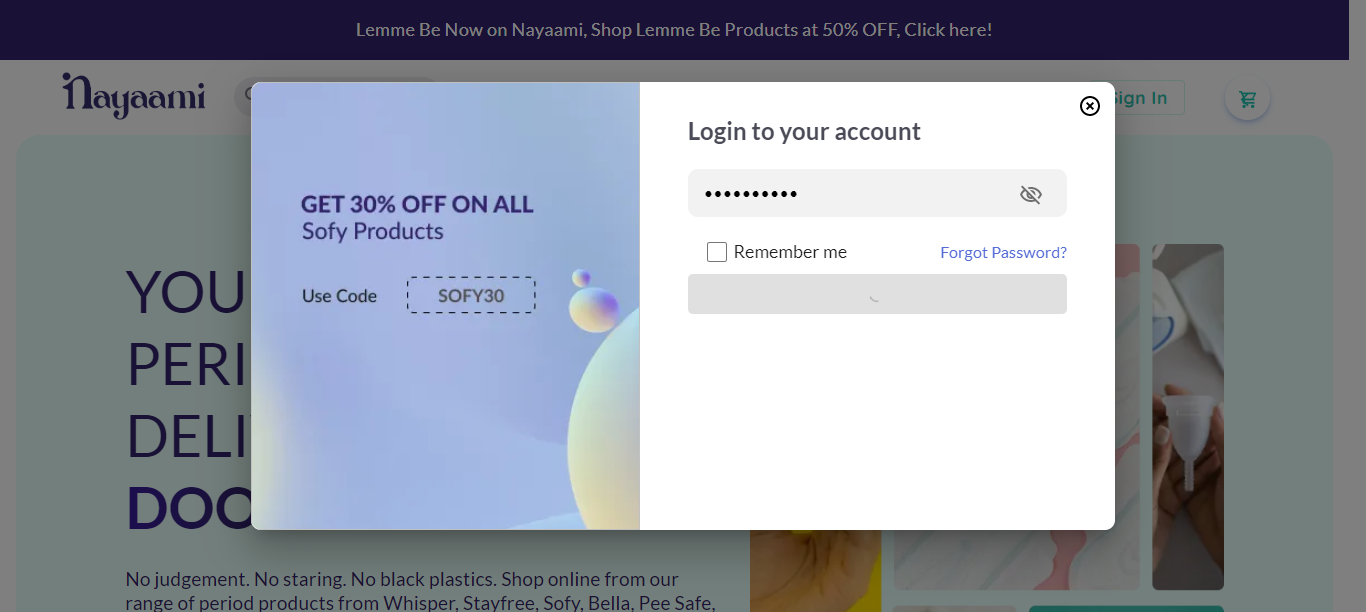 Lemme Be Now on Nayaami, Shop Lemme Be Products at 50% OFF, Click here!
Nayaami
Sign In
Login to your account
GET 30% OFF ON ALL
Sofy Products
Use Code SOFY30
Remember me
Forgot Password?
YOU
PERI
DELI
DOO
No judgement. No staring. No black plastics. Shop online from our
range of period products from Whisper, Stayfree, Sofy, Bella, Pee Safe,